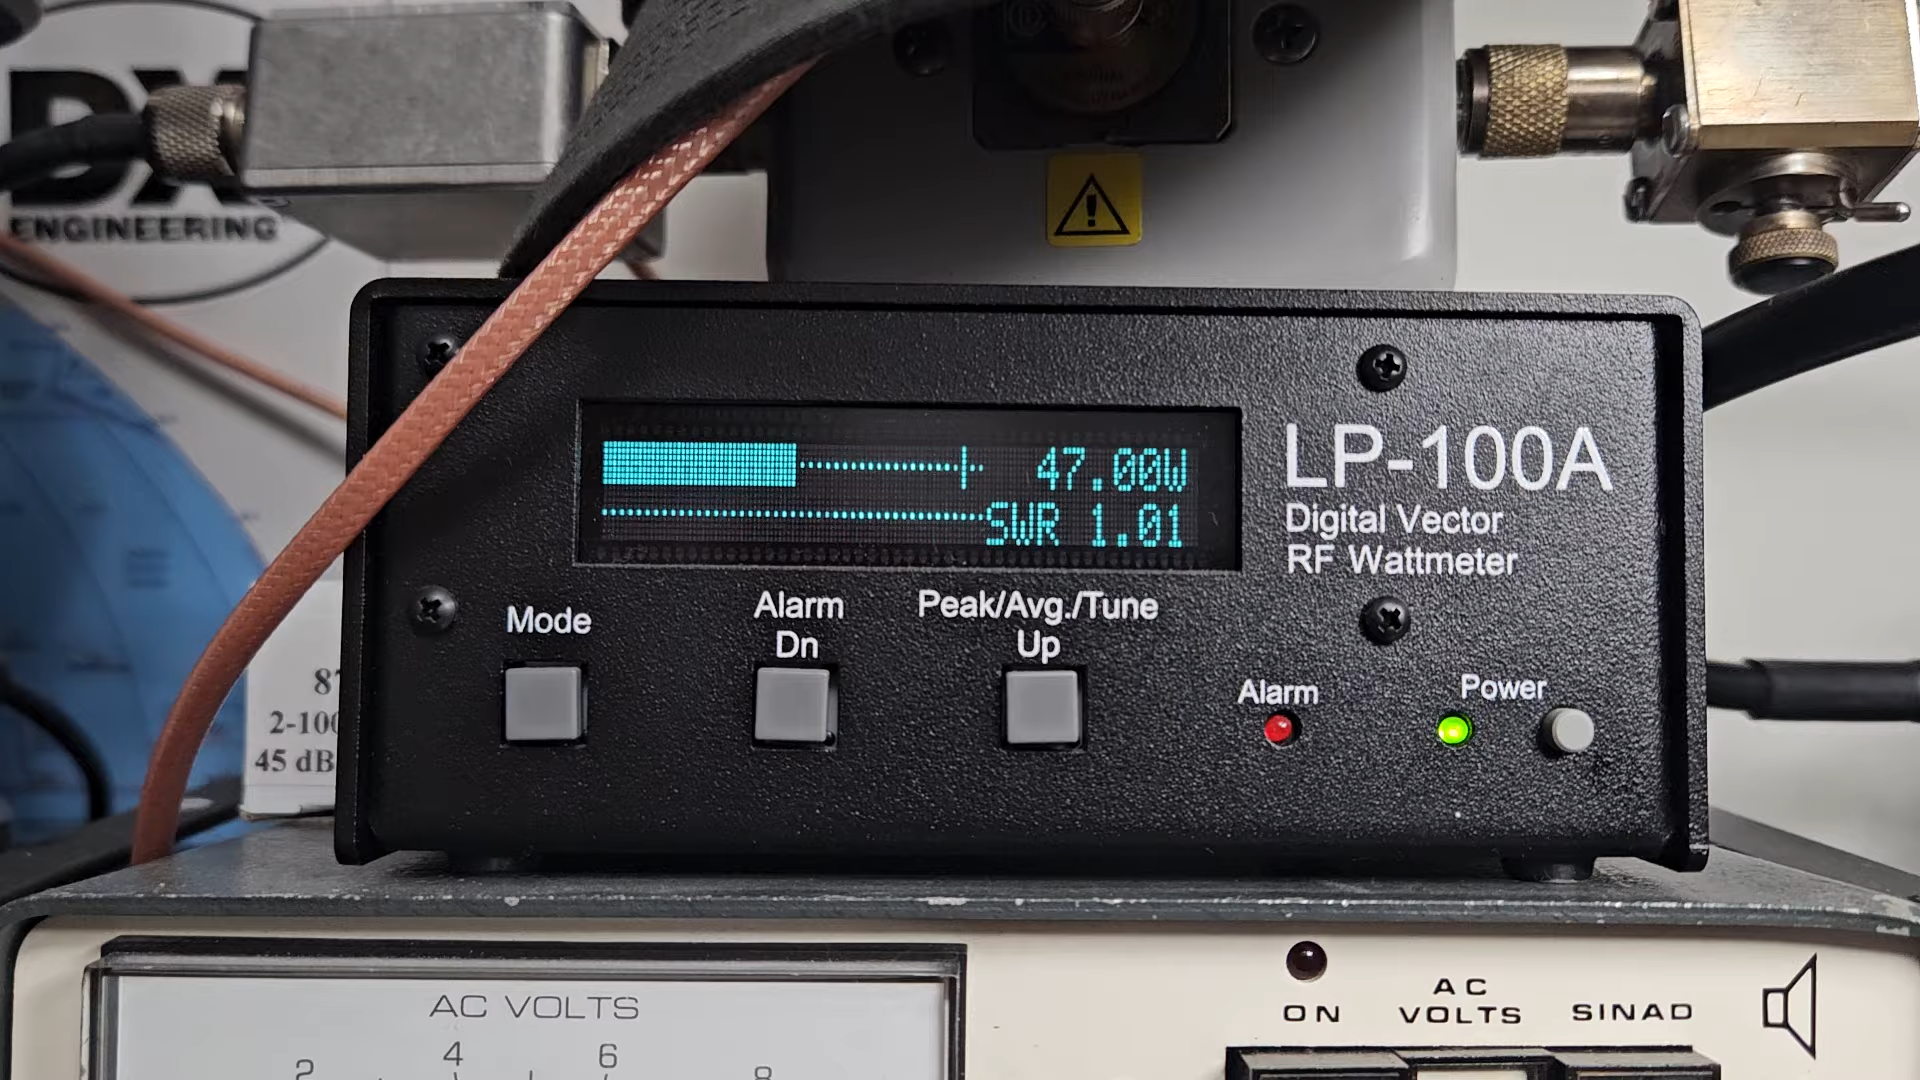 DX
ENGINEERING
47.00W
SWR 1.01
LP-100A
Digital Vector
RF Wattmeter
Mode
Alarm
Dn
Peak/Avg./Tune
Up
Alarm
Power
2-100
45 dB
AC VOLTS
2 4 6 8
ON
AC
VOLTS
SINAD